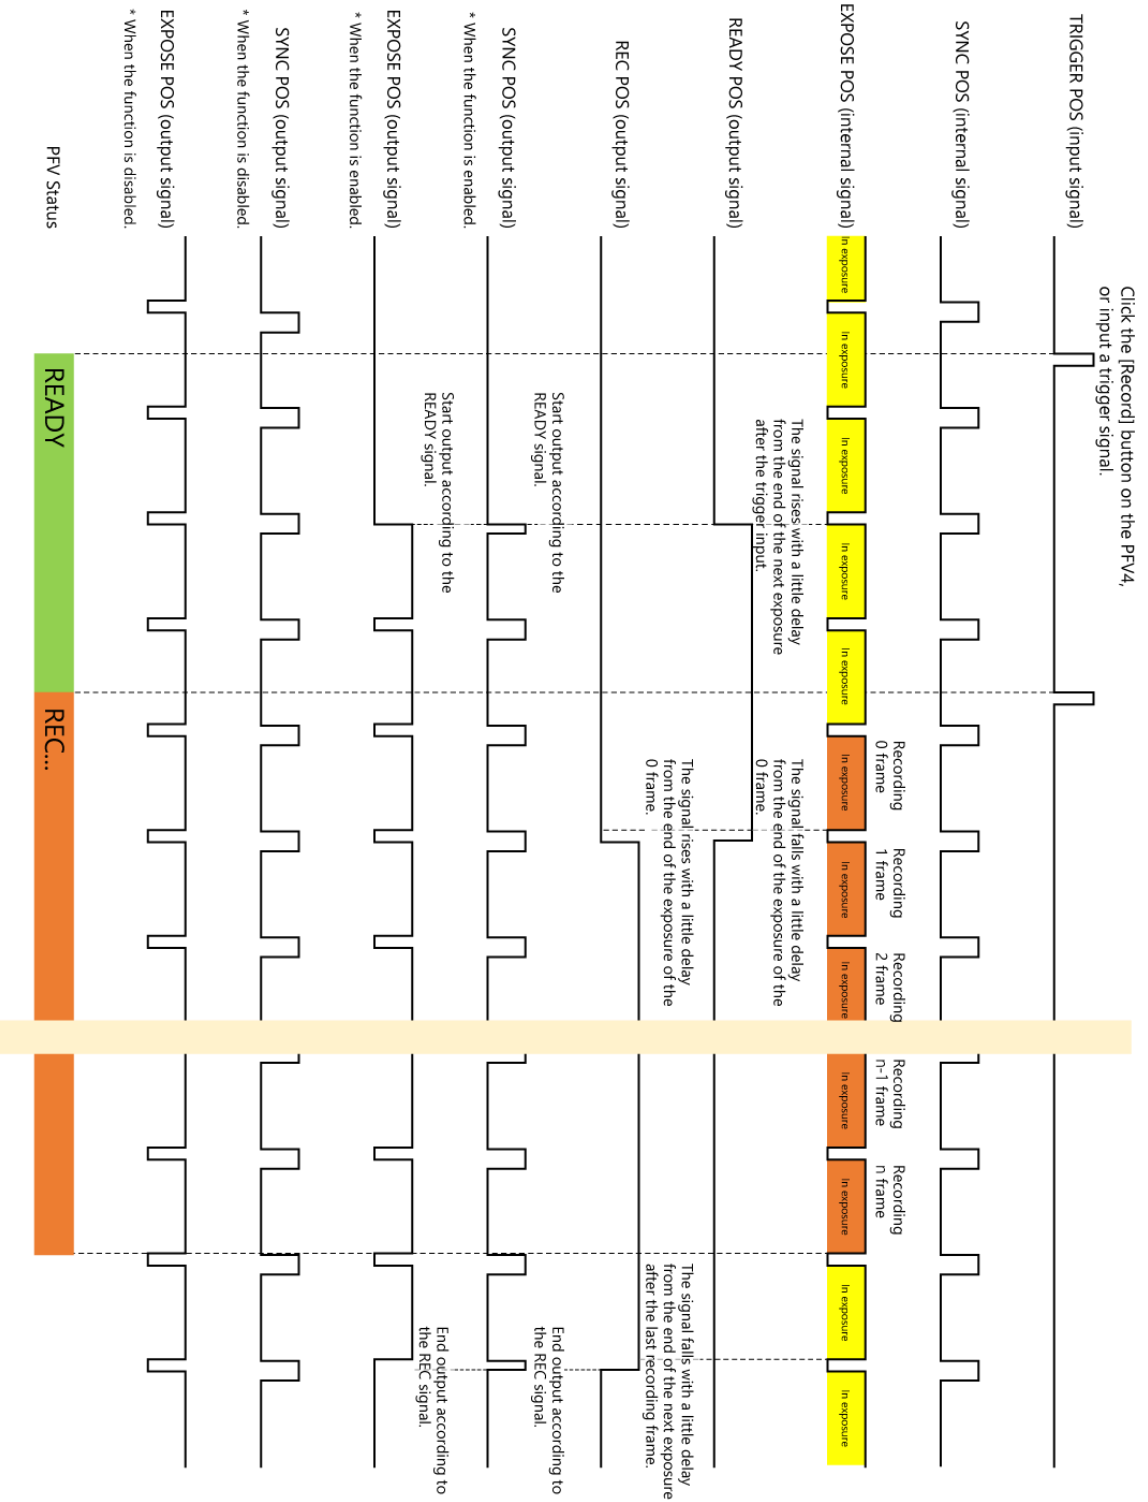 Click the [Record] button on the PFV4,
or input a trigger signal.
TRIGGER POS (input signal)
SYNC POS (internal signal)
Recording
0 frame
Recording
1 frame
Recording
2 frame
Recording
n-1 frame
Recording
n frame
EXPOSE POS (internal signal)
In exposure
In exposure
In exposure
In exposure
In exposure
In exposure
In exposure
In exposure
In exposure
In exposure
In exposure
In exposure
The signal rises with a little delay
from the end of the next exposure
after the trigger input.
The signal falls with a little delay
from the end of the exposure of the
0 frame.
READY POS (output signal)
The signal rises with a little delay
from the end of the exposure of the
0 frame.
The signal falls with a little delay
from the end of the next exposure
after the last recording frame.
REC POS (output signal)
Start output according to the
READY signal.
End output according to
the REC signal.
SYNC POS (output signal)
* When the function is enabled.
Start output according to the
READY signal.
End output according to
the REC signal.
EXPOSE POS (output signal)
* When the function is enabled.
SYNC POS (output signal)
* When the function is disabled.
EXPOSE POS (output signal)
* When the function is disabled.
PFV Status
READY
REC...